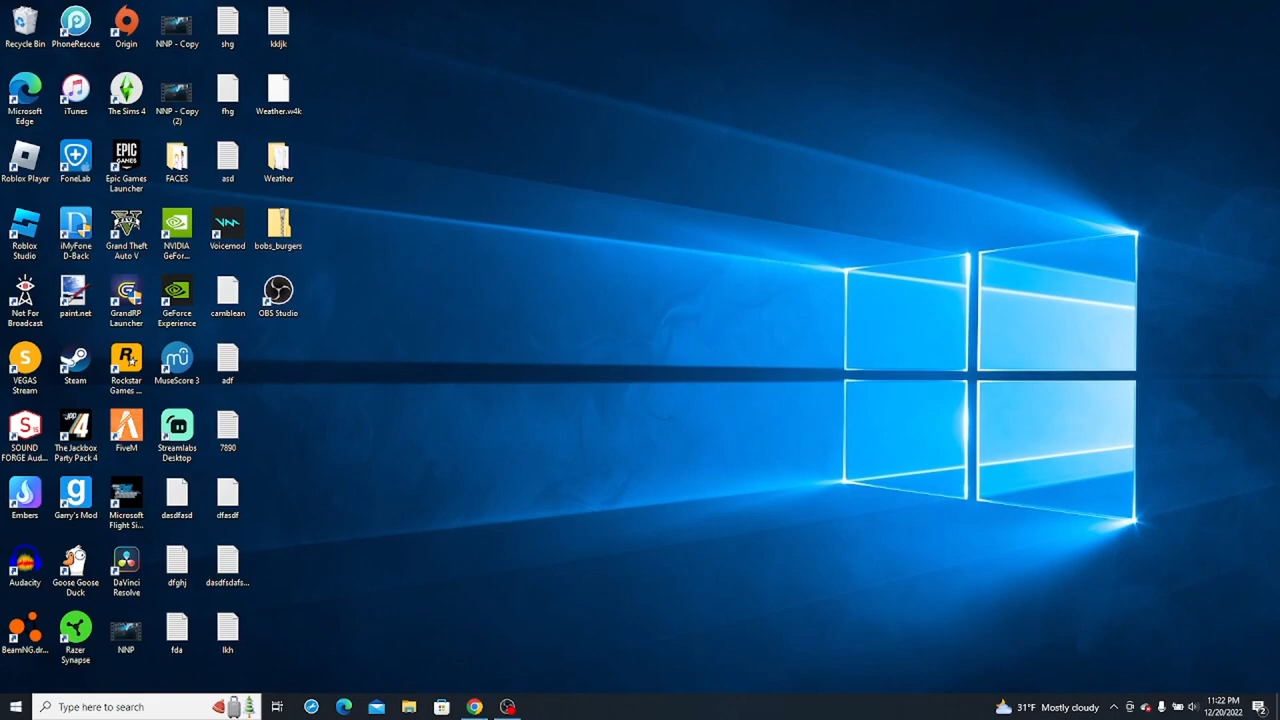 Recycle Bin
PhoneRescue
Origin
NNP - Copy
shg
kkdjk
Microsoft
Edge
iTunes
The Sims 4
NNP - Copy
(2)
fhg
Weather.w4k
Roblox Player
FoneLab
EPIC
GAMES
Epic Games
Launcher
FACES
asd
Weather
Roblox
Studio
iMyFone
D-Back
Grand Theft
Auto V
NVIDIA
GeFor...
Voicemod
bobs_burgers
Not For
Broadcast
paint.net
GrandRP
Launcher
GeForce
Experience
camblean
OBS Studio
VEGAS
Stream
Steam
Rockstar
Games ...
MuseScore 3
adf
SOUND
FORGE Aud...
The Jackbox
Party Pack 4
FiveM
Streamlabs
Desktop
7890
Embers
Garry's Mod
Microsoft
Flight Si...
dasdfasd
dfasdf
Audacity
Goose Goose
Duck
DaVinci
Resolve
dfghj
dasdfsdafs...
BeamNG.dr...
Razer
Synapse
NNP
fda
lkh
Type here to search
31°F Mostly cloudy
11:22 PM
12/20/2022
2